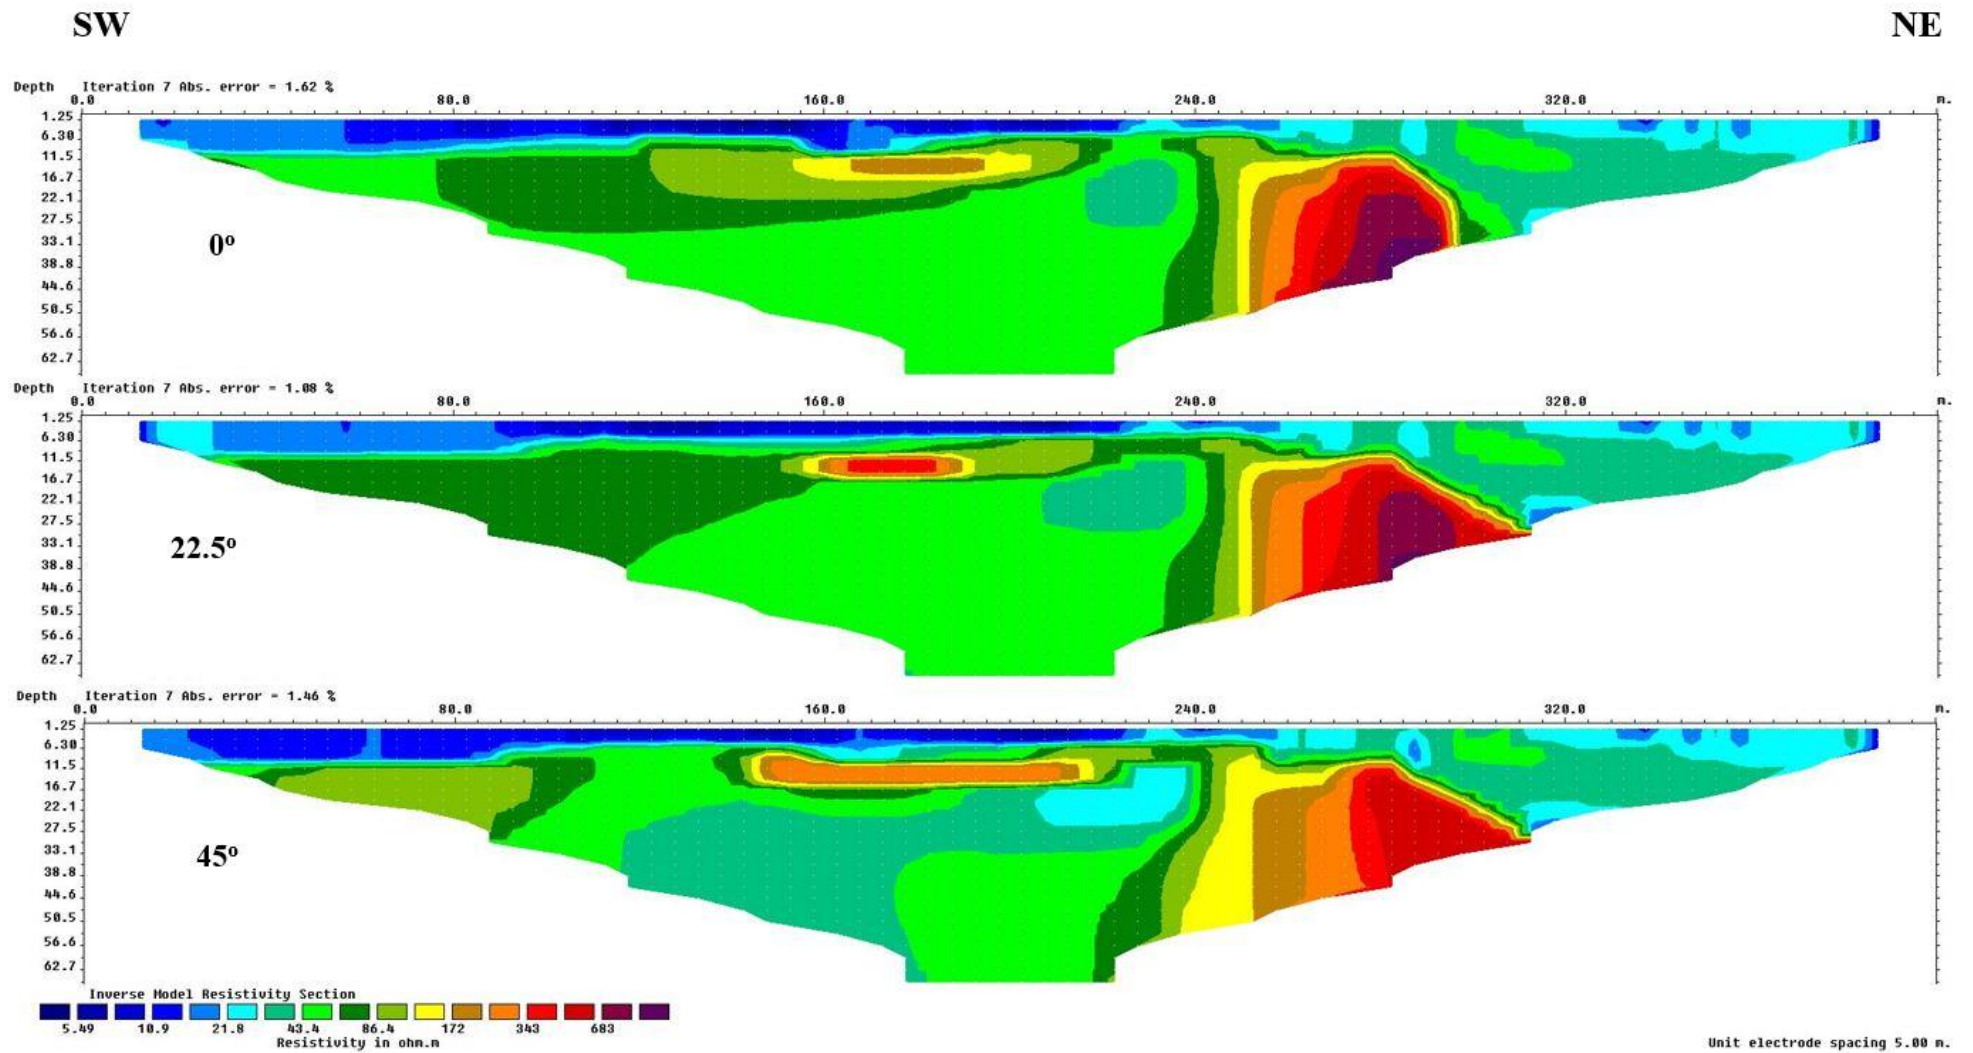 SW NE
Depth Iteration 7 Abs. error = 1.62 %
0.0 80.0 160.0 240.0 320.0 m.
1.25
6.30
11.5
16.7
22.1
27.5
33.1
0º
38.8
44.6
50.5
56.6
62.7
Depth Iteration 7 Abs. error = 1.08 %
0.0 80.0 160.0 240.0 320.0 m.
1.25
6.30
11.5
16.7
22.1
27.5
33.1
22.5º
38.8
44.6
50.5
56.6
62.7
Depth Iteration 7 Abs. error = 1.46 %
0.0 80.0 160.0 240.0 320.0 m.
1.25
6.30
11.5
16.7
22.1
27.5
33.1
45º
38.8
44.6
50.5
56.6
62.7
Inverse Model Resistivity Section
5.49 10.9 21.8 43.4 86.4 172 343 683
Resistivity in ohm.m Unit electrode spacing 5.00 m.